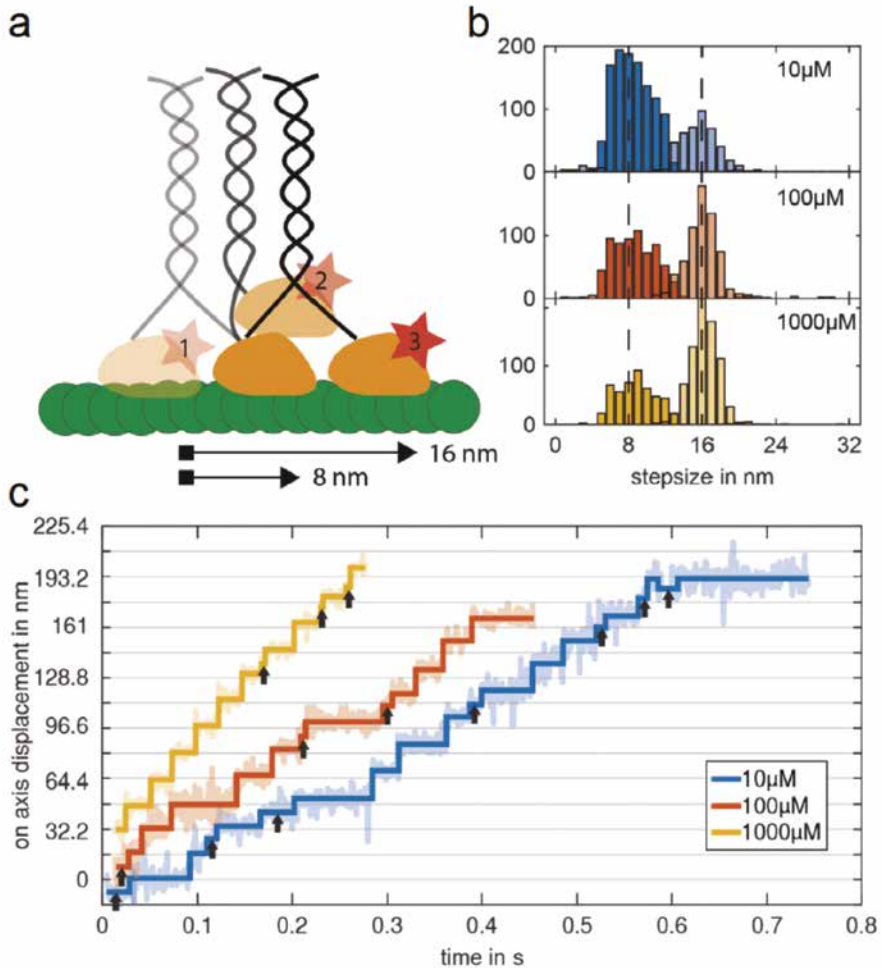 a
1
2
3
16 nm
8 nm
b
200
100
0
10µM
100
0
100µM
100
0
1000µM
0 8 16 24 32
stepsize in nm
c
225.4
193.2
161
128.8
96.6
64.4
32.2
0
on axis displacement in nm
10µM
100µM
1000µM
0 0.1 0.2 0.3 0.4 0.5 0.6 0.7 0.8
time in s